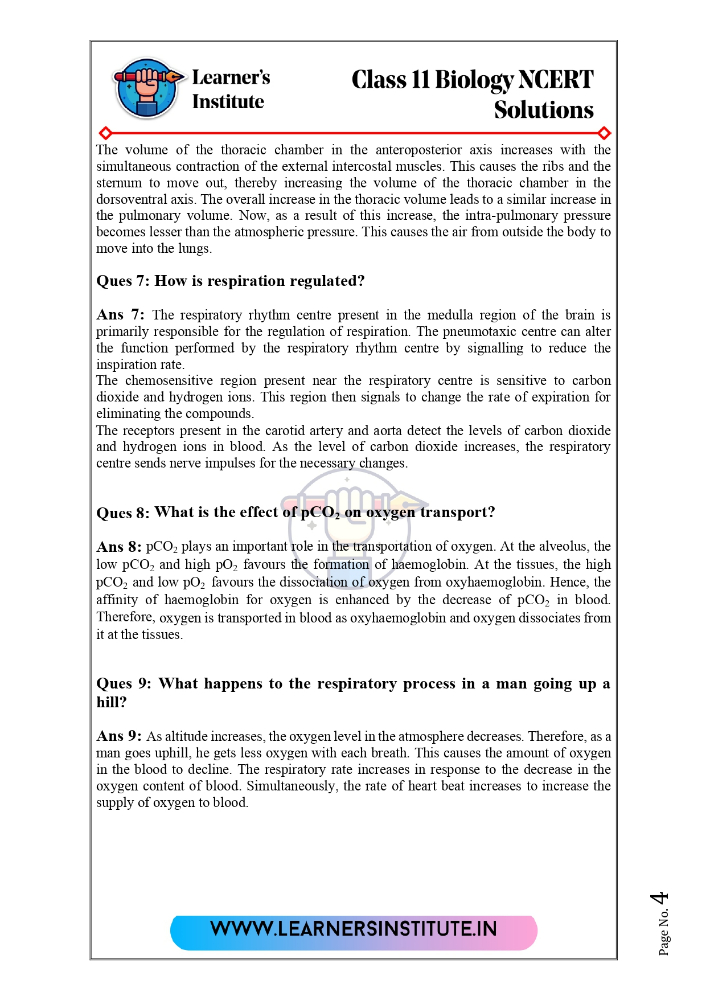 Learner's
Institute
Class 11 Biology NCERT
Solutions
The volume of the thoracic chamber in the anteroposterior axis increases with the
simultaneous contraction of the external intercostal muscles. This causes the ribs and the
sternum to move out, thereby increasing the volume of the thoracic chamber in the
dorsoventral axis. The overall increase in the thoracic volume leads to a similar increase in
the pulmonary volume. Now, as a result of this increase, the intra-pulmonary pressure
becomes lesser than the atmospheric pressure. This causes the air from outside the body to
move into the lungs.
Ques 7: How is respiration regulated?
Ans 7: The respiratory rhythm centre present in the medulla region of the brain is
primarily responsible for the regulation of respiration. The pneumotaxic centre can alter
the function performed by the respiratory rhythm centre by signalling to reduce the
inspiration rate.
The chemosensitive region present near the respiratory centre is sensitive to carbon
dioxide and hydrogen ions. This region then signals to change the rate of expiration for
eliminating the compounds.
The receptors present in the carotid artery and aorta detect the levels of carbon dioxide
and hydrogen ions in blood. As the level of carbon dioxide increases, the respiratory
centre sends nerve impulses for the necessary changes.
Ques 8: What is the effect of pCO₂ on oxygen transport?
Ans 8: pCO₂ plays an important role in the transportation of oxygen. At the alveolus, the
low pCO₂ and high pO₂ favours the formation of haemoglobin. At the tissues, the high
pCO₂ and low pO₂ favours the dissociation of oxygen from oxyhaemoglobin. Hence, the
affinity of haemoglobin for oxygen is enhanced by the decrease of pCO₂ in blood.
Therefore, oxygen is transported in blood as oxyhaemoglobin and oxygen dissociates from
it at the tissues.
Ques 9: What happens to the respiratory process in a man going up a
hill?
Ans 9: As altitude increases, the oxygen level in the atmosphere decreases. Therefore, as a
man goes uphill, he gets less oxygen with each breath. This causes the amount of oxygen
in the blood to decline. The respiratory rate increases in response to the decrease in the
oxygen content of blood. Simultaneously, the rate of heart beat increases to increase the
supply of oxygen to blood.
WWW.LEARNERSINSTITUTE.IN
Page No. 4